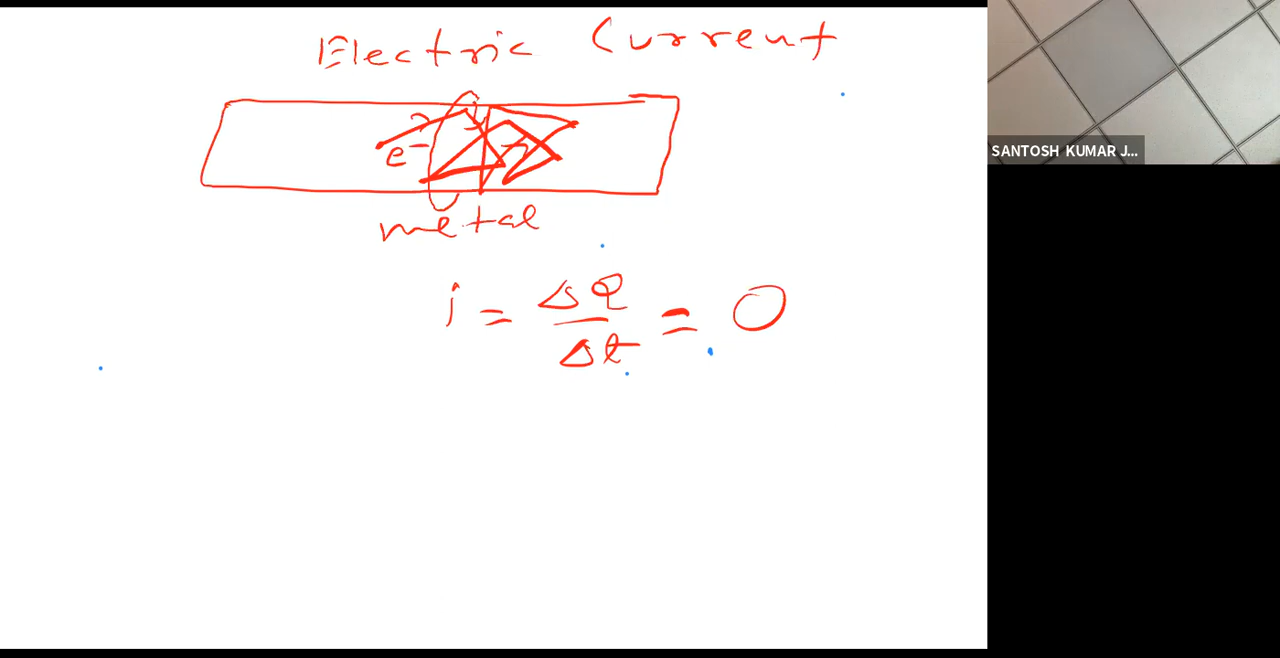 Electric Current
e-
metal
i = ΔQ/Δt = 0
SANTOSH KUMAR J...